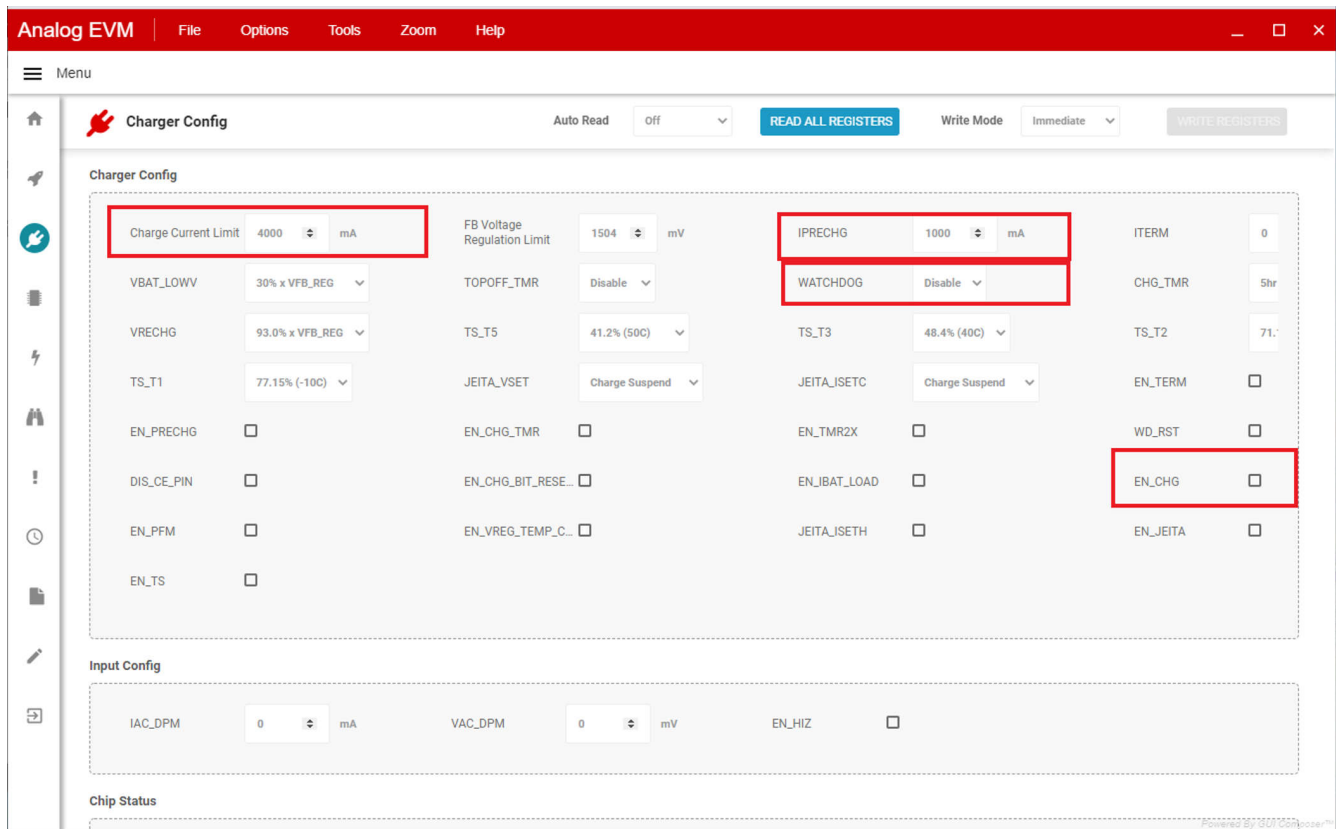 Analog EVM File Options Tools Zoom Help
Menu
Charger Config Auto Read Off READ ALL REGISTERS Write Mode Immediate WRITE REGISTERS
Charger Config
Charge Current Limit 4000 mA FB Voltage Regulation Limit 1504 mV IPRECHG 1000 mA ITERM 0
VBAT_LOWV 30% x VFB_REG TOPOFF_TMR Disable WATCHDOG Disable CHG_TMR 5hr
VRECHG 93.0% x VFB_REG TS_T5 41.2% (50C) TS_T3 48.4% (40C) TS_T2 71.
TS_T1 77.15% (-10C) JEITA_VSET Charge Suspend JEITA_ISETC Charge Suspend EN_TERM
EN_PRECHG EN_CHG_TMR EN_TMR2X WD_RST
DIS_CE_PIN EN_CHG_BIT_RESE... EN_IBAT_LOAD EN_CHG
EN_PFM EN_VREG_TEMP_C... JEITA_ISETH EN_JEITA
EN_TS
Input Config
IAC_DPM 0 mA VAC_DPM 0 mV EN_HIZ
Chip Status
Powered By GUI Composer™